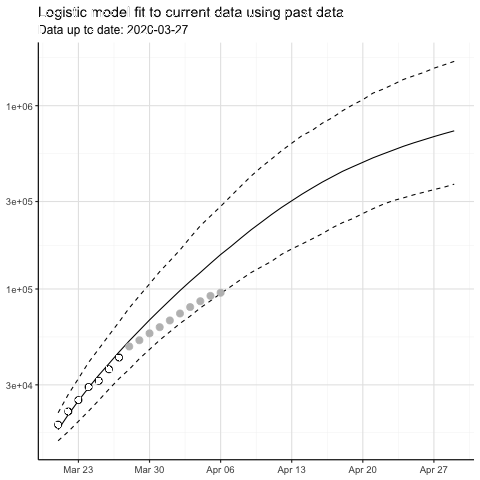 Logistic model fit to current data using past data
Data up to date: 2020-03-27
1e+06
3e+05
1e+05
3e+04
Mar 23
Mar 30
Apr 06
Apr 13
Apr 20
Apr 27